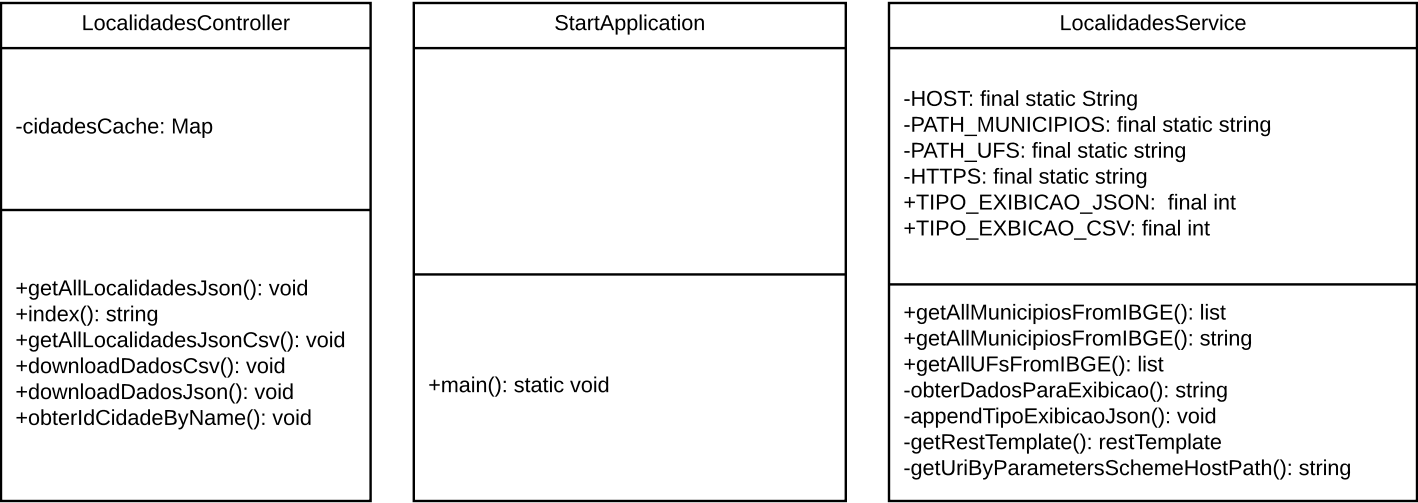 LocalidadesController
-cidadesCache: Map
+getAllLocalidadesJson(): void
+index(): string
+getAllLocalidadesJsonCsv(): void
+downloadDadosCsv(): void
+downloadDadosJson(): void
+obterIdCidadeByName(): void
StartApplication
+main(): static void
LocalidadesService
-HOST: final static String
-PATH_MUNICIPIOS: final static string
-PATH_UFS: final static string
-HTTPS: final static string
+TIPO_EXIBICAO_JSON:  final int
+TIPO_EXBICAO_CSV: final int
+getAllMunicipiosFromIBGE(): list
+getAllMunicipiosFromIBGE(): string
+getAllUFsFromIBGE(): list
-obterDadosParaExibicao(): string
-appendTipoExibicaoJson(): void
-getRestTemplate(): restTemplate
-getUriByParametersSchemeHostPath(): string